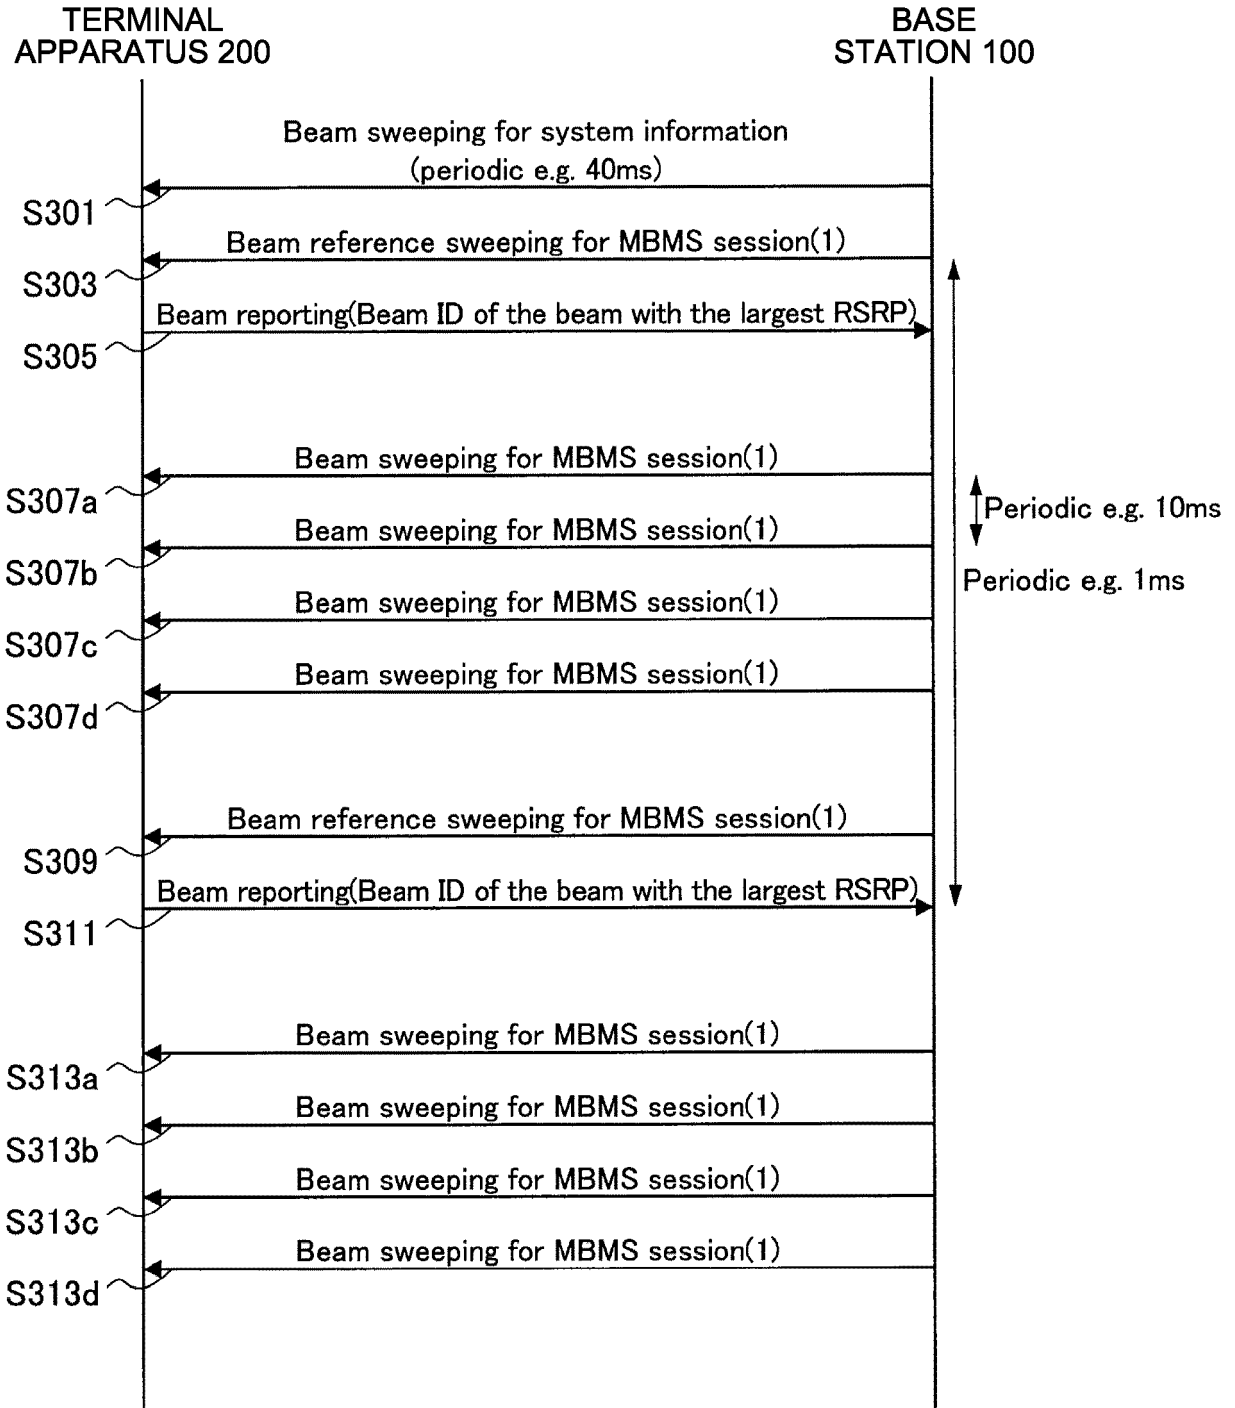 TERMINAL
APPARATUS 200
BASE
STATION 100
Beam sweeping for system information
(periodic e.g. 40ms)
S301
Beam reference sweeping for MBMS session(1)
S303
Beam reporting(Beam ID of the beam with the largest RSRP)
S305
Beam sweeping for MBMS session(1)
S307a
Periodic e.g. 10ms
Beam sweeping for MBMS session(1)
S307b
Periodic e.g. 1ms
Beam sweeping for MBMS session(1)
S307c
Beam sweeping for MBMS session(1)
S307d
Beam reference sweeping for MBMS session(1)
S309
Beam reporting(Beam ID of the beam with the largest RSRP)
S311
Beam sweeping for MBMS session(1)
S313a
Beam sweeping for MBMS session(1)
S313b
Beam sweeping for MBMS session(1)
S313c
Beam sweeping for MBMS session(1)
S313d